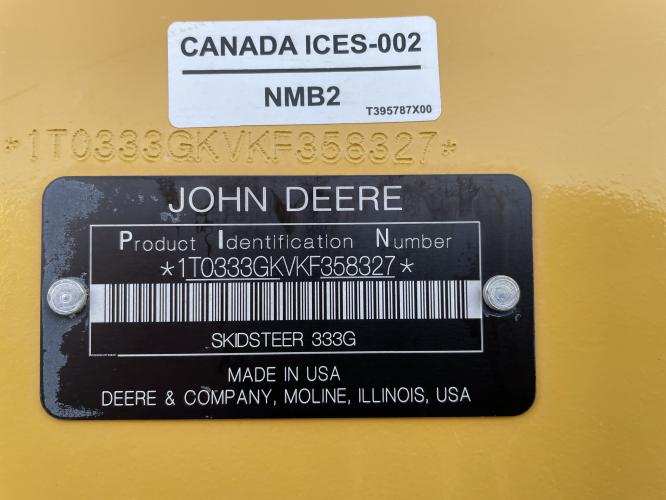 CANADA ICES-002
NMB2
T395787X00
*1T0333GKVKF358327*
JOHN DEERE
Product Identification Number
*1T0333GKVKF358327*
SKIDSTEER 333G
MADE IN USA
DEERE & COMPANY, MOLINE, ILLINOIS, USA